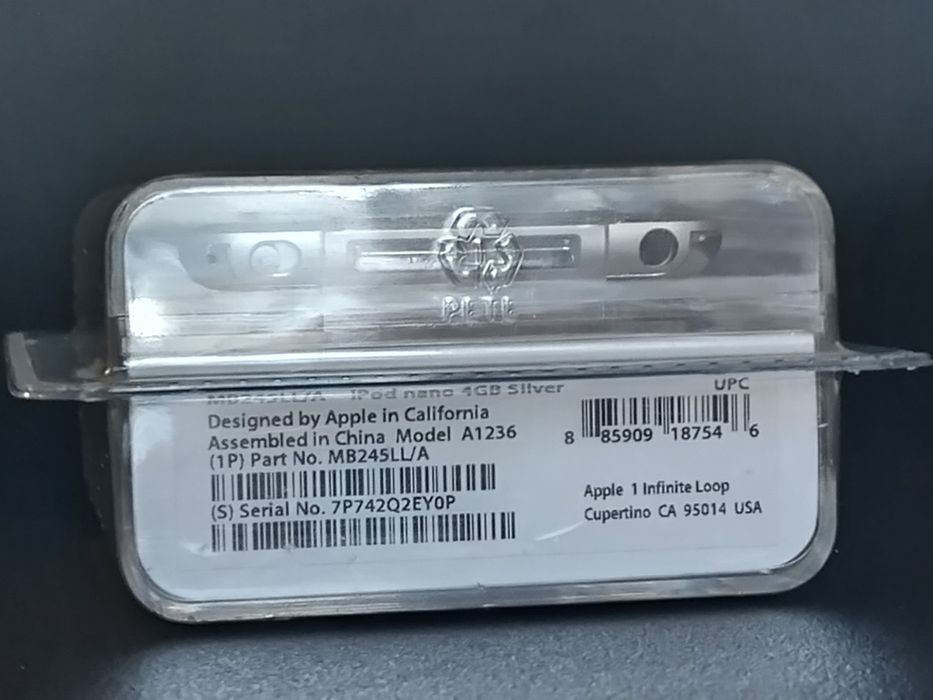 PETE
MB245LL/A iPod nano 4GB Silver
Designed by Apple in California
Assembled in China Model A1236
(1P) Part No. MB245LL/A
(S) Serial No. 7P742Q2EY0P
UPC
8 85909 18754 6
Apple 1 Infinite Loop
Cupertino CA 95014 USA